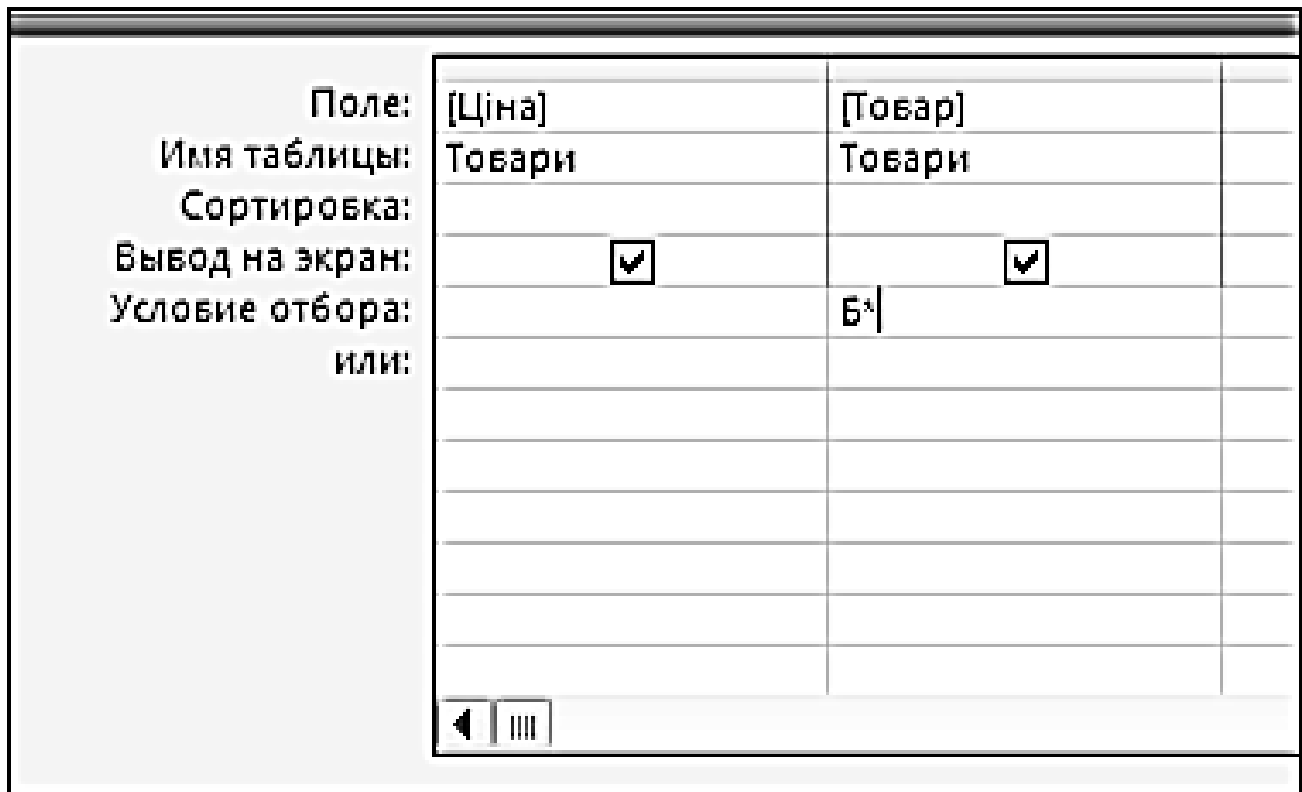 Поле: [Ціна] [Товар]
Имя таблицы: Товари Товари
Сортировка:
Вывод на экран:
Условие отбора: Б*
или: